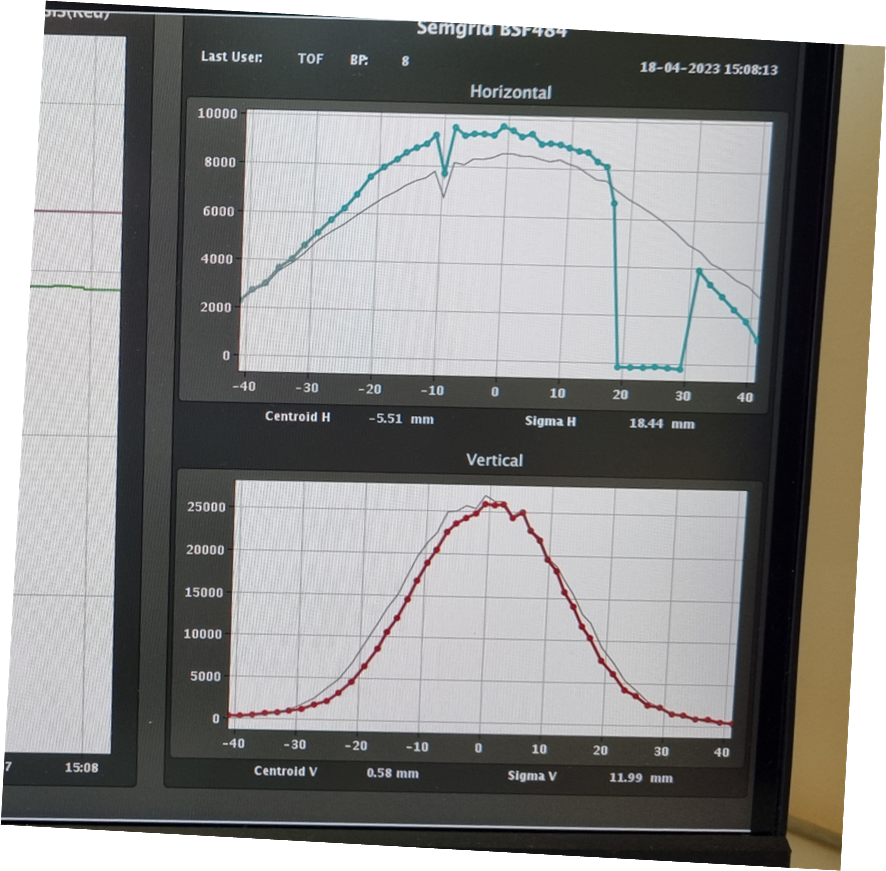 Semgrid BSF484
Last User: TOF BP: 8
18-04-2023 15:08:13
Horizontal
10000
8000
6000
4000
2000
0
-40 -30 -20 -10 0 10 20 30 40
Centroid H -5.51 mm Sigma H 18.44 mm
Vertical
25000
20000
15000
10000
5000
0
-40 -30 -20 -10 0 10 20 30 40
Centroid V 0.58 mm Sigma V 11.99 mm
7 15:08